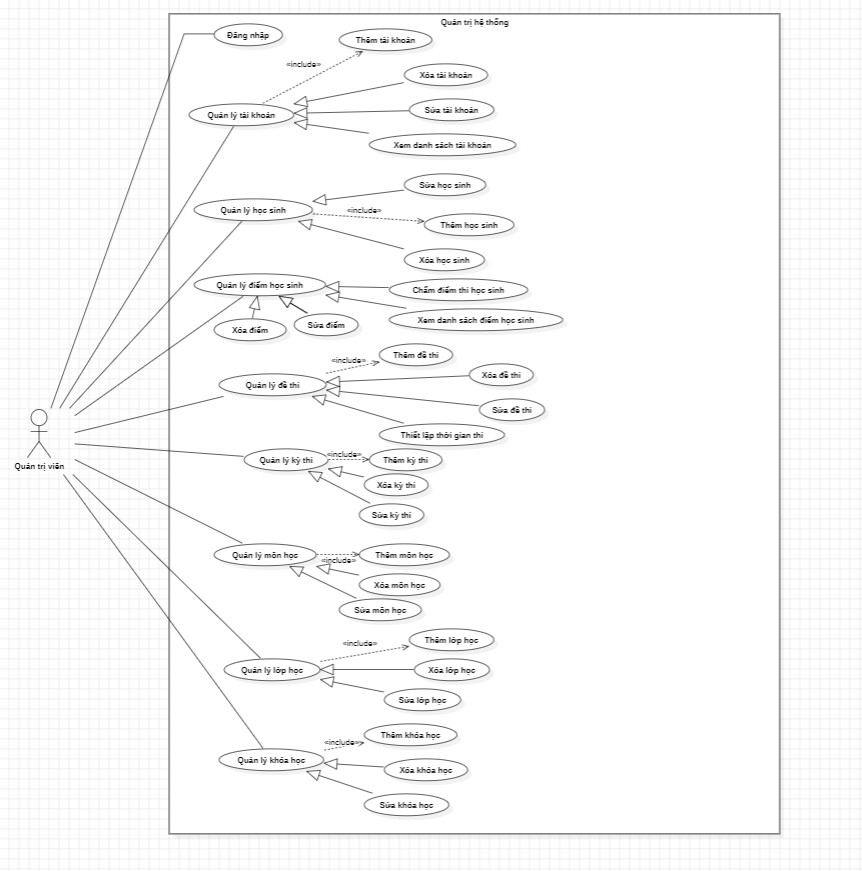 Quản trị hệ thống
Đăng nhập
Thêm tài khoản
«include»
Xóa tài khoản
Sửa tài khoản
Quản lý tài khoản
Xem danh sách tài khoản
Sửa học sinh
Quản lý học sinh
«include»
Thêm học sinh
Xóa học sinh
Quản lý điểm học sinh
Chấm điểm thi học sinh
Xem danh sách điểm học sinh
Xóa điểm
Sửa điểm
«include»
Thêm đề thi
Xóa đề thi
Quản lý đề thi
Sửa đề thi
Thiết lập thời gian thi
«include»
Quản lý kỳ thi
Thêm kỳ thi
Quản trị viên
Xóa kỳ thi
Sửa kỳ thi
Quản lý môn học
«include»
Thêm môn học
Xóa môn học
Sửa môn học
«include»
Thêm lớp học
Quản lý lớp học
Xóa lớp học
Sửa lớp học
Thêm khóa học
«include»
Quản lý khóa học
Xóa khóa học
Sửa khóa học